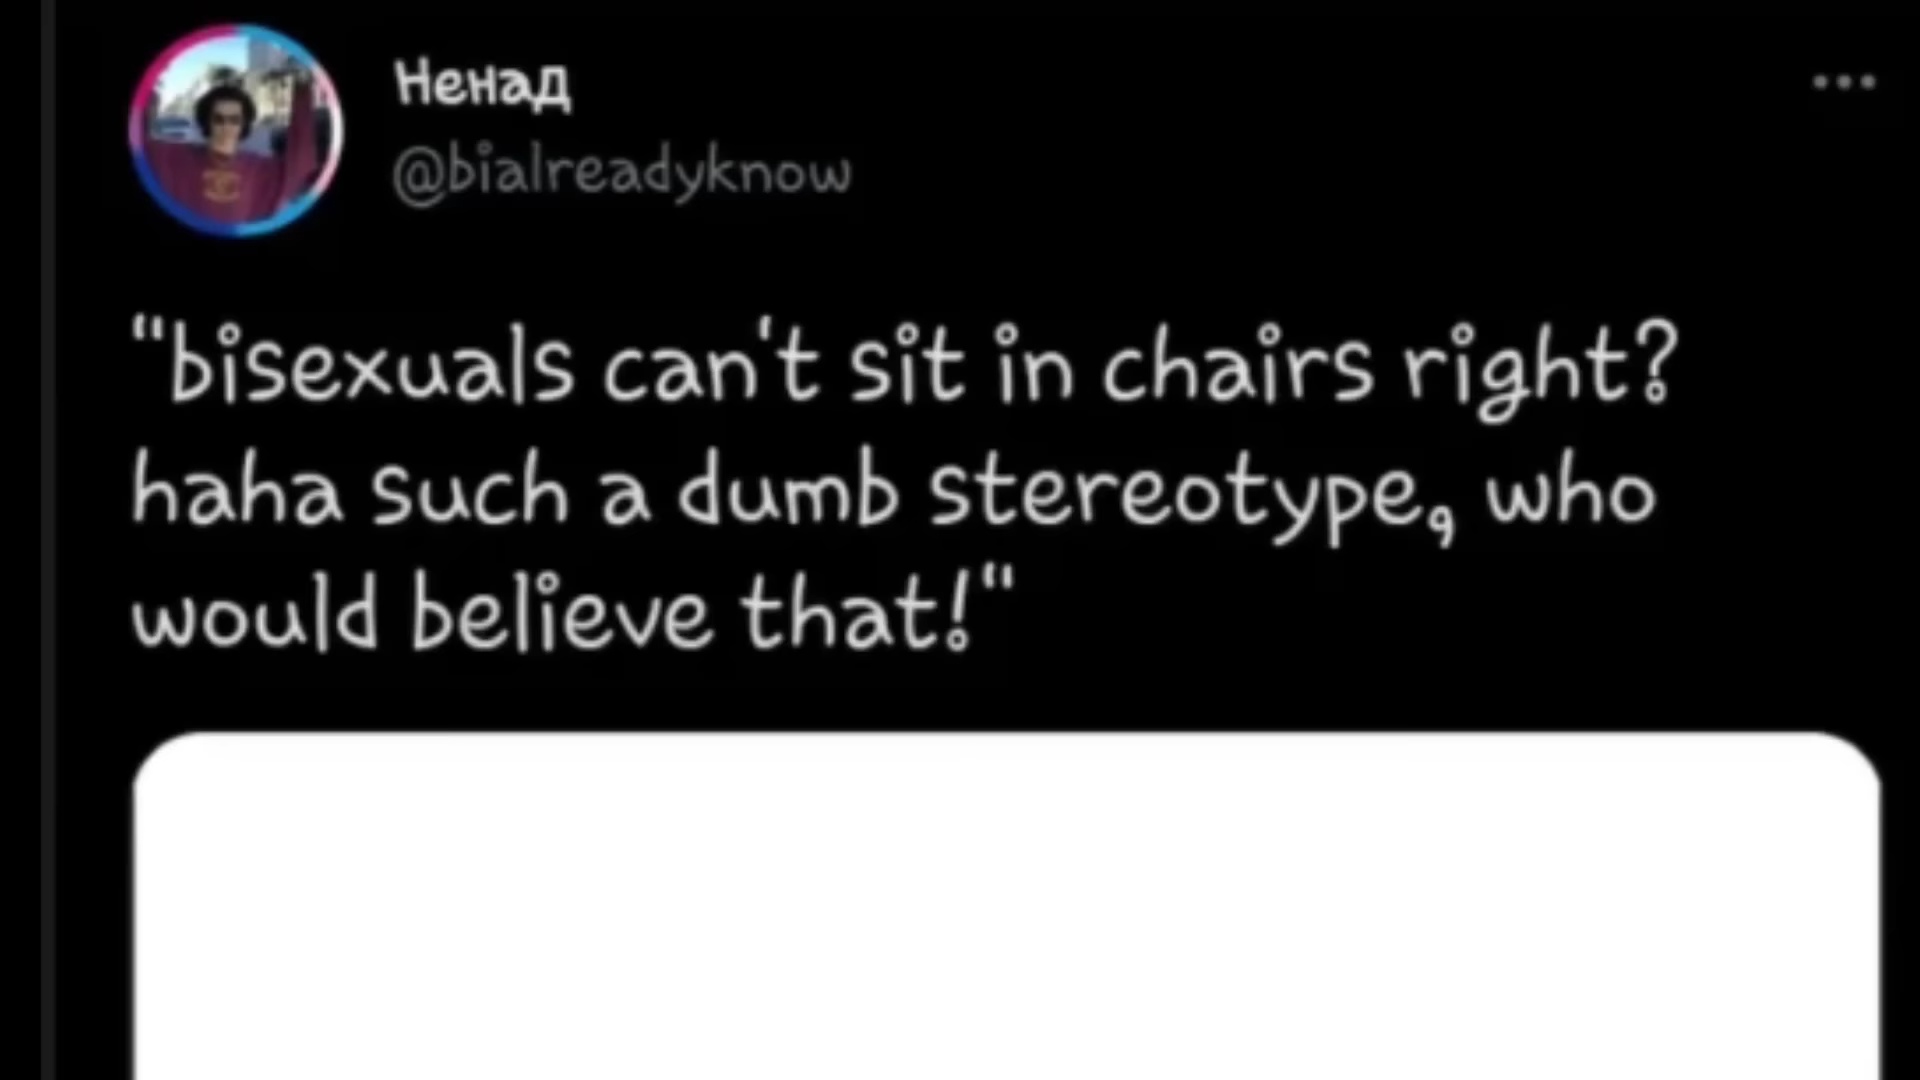 Ненад
@bialreadyknow
"bisexuals can't sit in chairs right?
haha such a dumb stereotype, who
would believe that!"